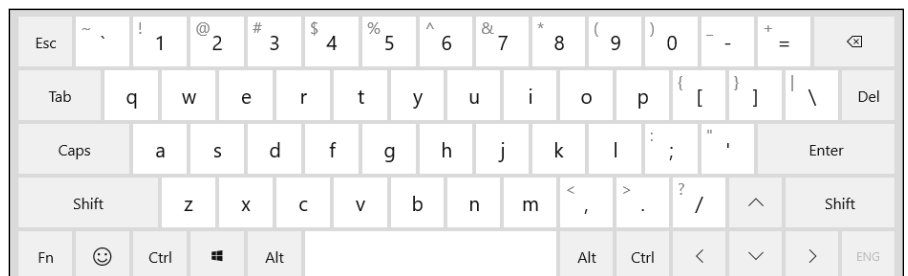 Esc ~ ` ! 1 @ 2 # 3 $ 4 % 5 ^ 6 & 7 * 8 ( 9 ) 0 _ - + =
Tab q w e r t y u i o p { [ } ] | \ Del
Caps a s d f g h j k l : ; " ' Enter
Shift z x c v b n m < , > . ? / Shift
Fn Ctrl Alt Alt Ctrl ENG